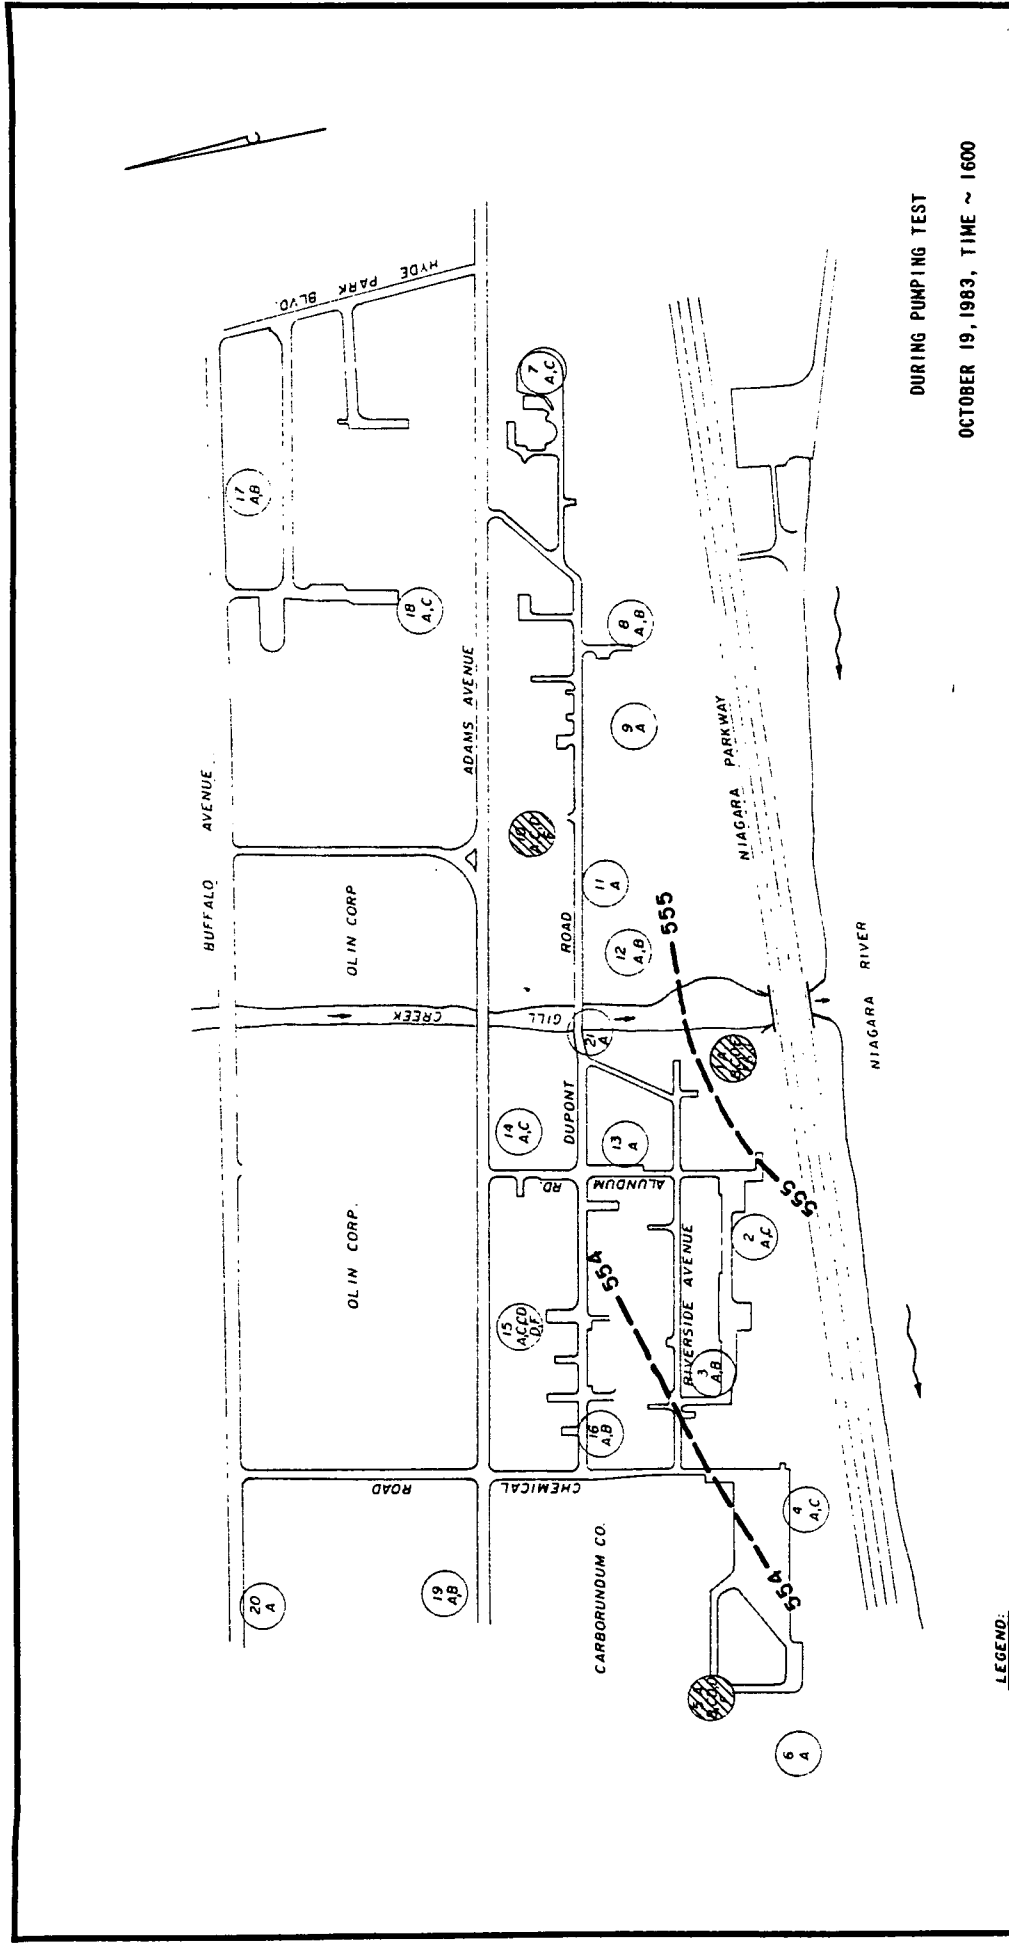 BUFFALO AVENUE
HYDE PARK BLVD.
17
A,B
18
A,C
ADAMS AVENUE
OLIN CORP
OLIN CORP.
GILL CREEK
7
A,C
8
A,B
9
A
11
A
12
A,B
21
A
14
A,C
13
A
DUPONT ROAD
ALUNDUM RD.
15
A,C,CD
D,F
16
A,B
RIVERSIDE AVENUE
3
A,B
2
A,C
4
A,C
6
A
CHEMICAL ROAD
20
A
19
A,B
CARBORUNDUM CO.
NIAGARA PARKWAY
NIAGARA RIVER
555
555
554
554
DURING PUMPING TEST
OCTOBER 19, 1983, TIME ~ 1600
LEGEND: